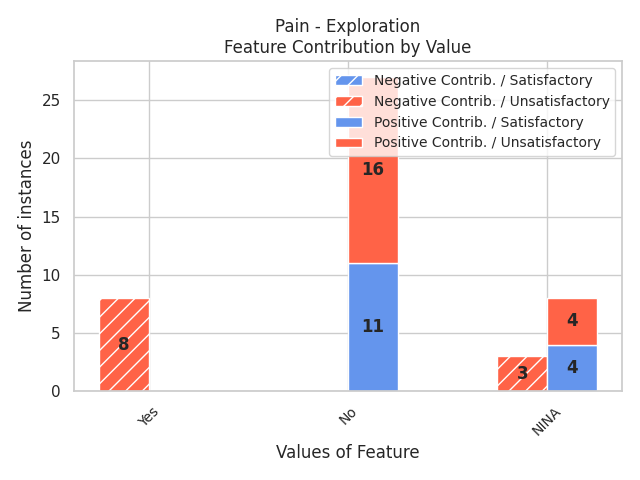 Pain - Exploration
Feature Contribution by Value
Negative Contrib. / Satisfactory
Negative Contrib. / Unsatisfactory
Positive Contrib. / Satisfactory
Positive Contrib. / Unsatisfactory
Number of instances
25
20
15
10
5
0
8
16
11
3
4
4
Yes
No
NINA
Values of Feature